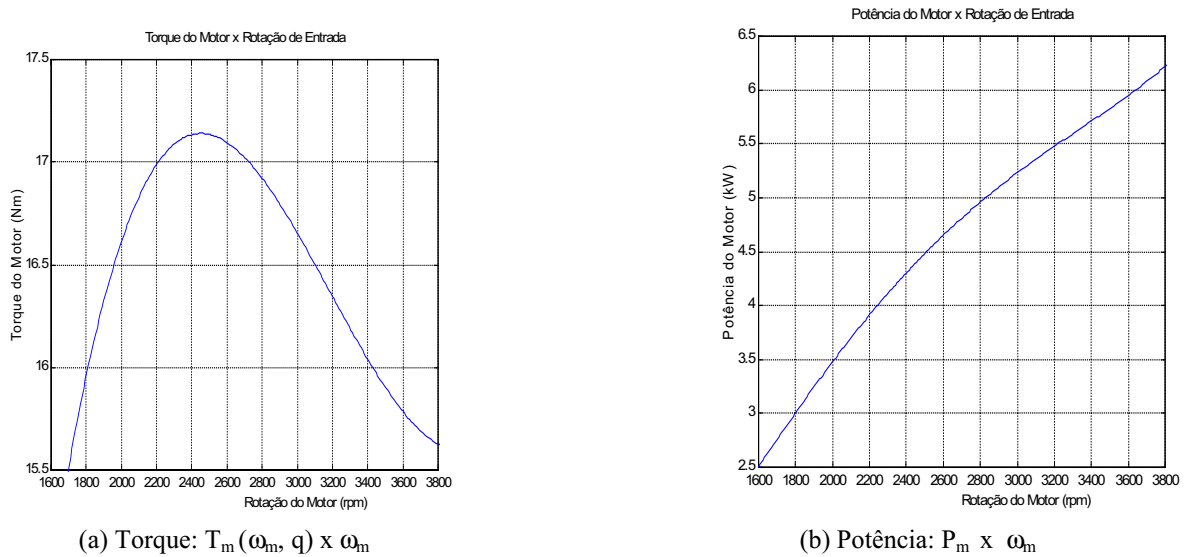 Torque do Motor x Rotação de Entrada
17.5
17
16.5
16
15.5
Torque do Motor (Nm)
1600 1800 2000 2200 2400 2600 2800 3000 3200 3400 3600 3800
Rotação do Motor (rpm)
(a) Torque: Tm (ωm, q) x ωm
Potência do Motor x Rotação de Entrada
6.5
6
5.5
5
4.5
4
3.5
3
2.5
Potência do Motor (kW)
1600 1800 2000 2200 2400 2600 2800 3000 3200 3400 3600 3800
Rotação do Motor (rpm)
(b) Potência: Pm x ωm